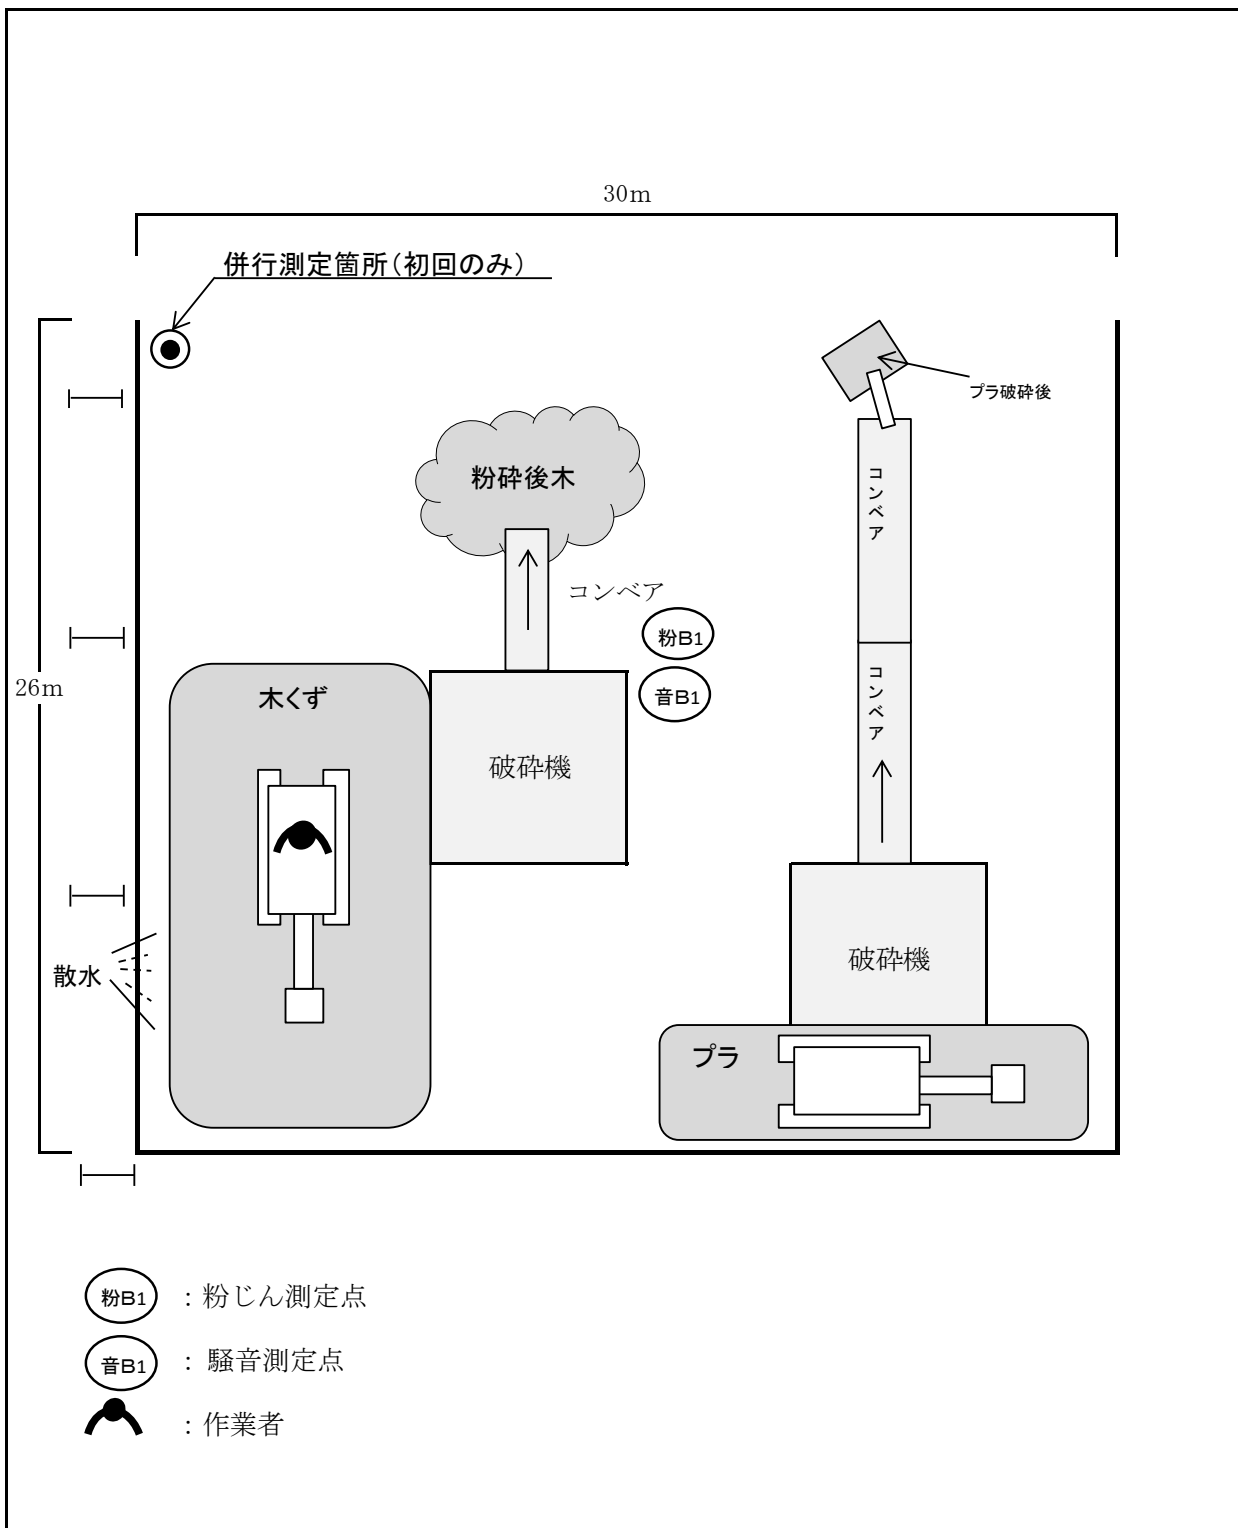 30m
併行測定箇所（初回のみ）
プラ破砕後
コンベア
粉砕後木
コンベア
粉B1
音B1
26m
木くず
コンベア
破砕機
破砕機
散水
プラ
粉B1 ：粉じん測定点
音B1 ：騒音測定点
：作業者